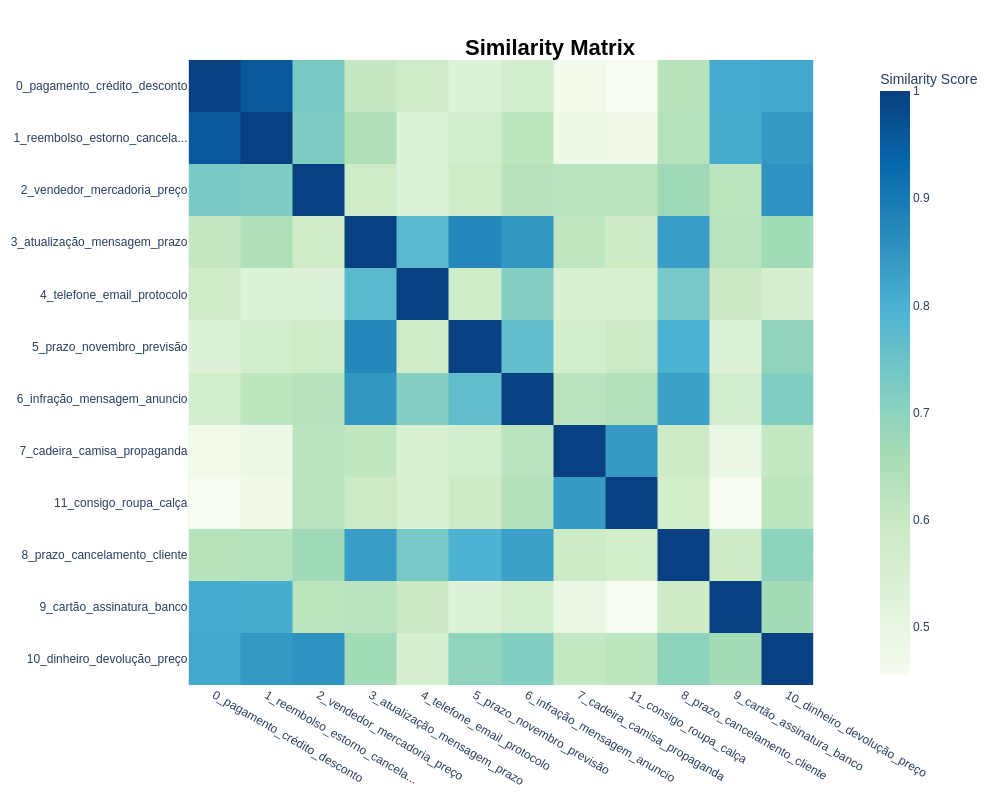 Similarity Matrix
Similarity Score
0_pagamento_crédito_desconto
1_reembolso_estorno_cancela...
2_vendedor_mercadoria_preço
3_atualização_mensagem_prazo
4_telefone_email_protocolo
5_prazo_novembro_previsão
6_infração_mensagem_anuncio
7_cadeira_camisa_propaganda
11_consigo_roupa_calça
8_prazo_cancelamento_cliente
9_cartão_assinatura_banco
10_dinheiro_devolução_preço
1
0.9
0.8
0.7
0.6
0.5
0_pagamento_crédito_desconto
1_reembolso_estorno_cancela...
2_vendedor_mercadoria_preço
3_atualização_mensagem_prazo
4_telefone_email_protocolo
5_prazo_novembro_previsão
6_infração_mensagem_anuncio
7_cadeira_camisa_propaganda
11_consigo_roupa_calça
8_prazo_cancelamento_cliente
9_cartão_assinatura_banco
10_dinheiro_devolução_preço